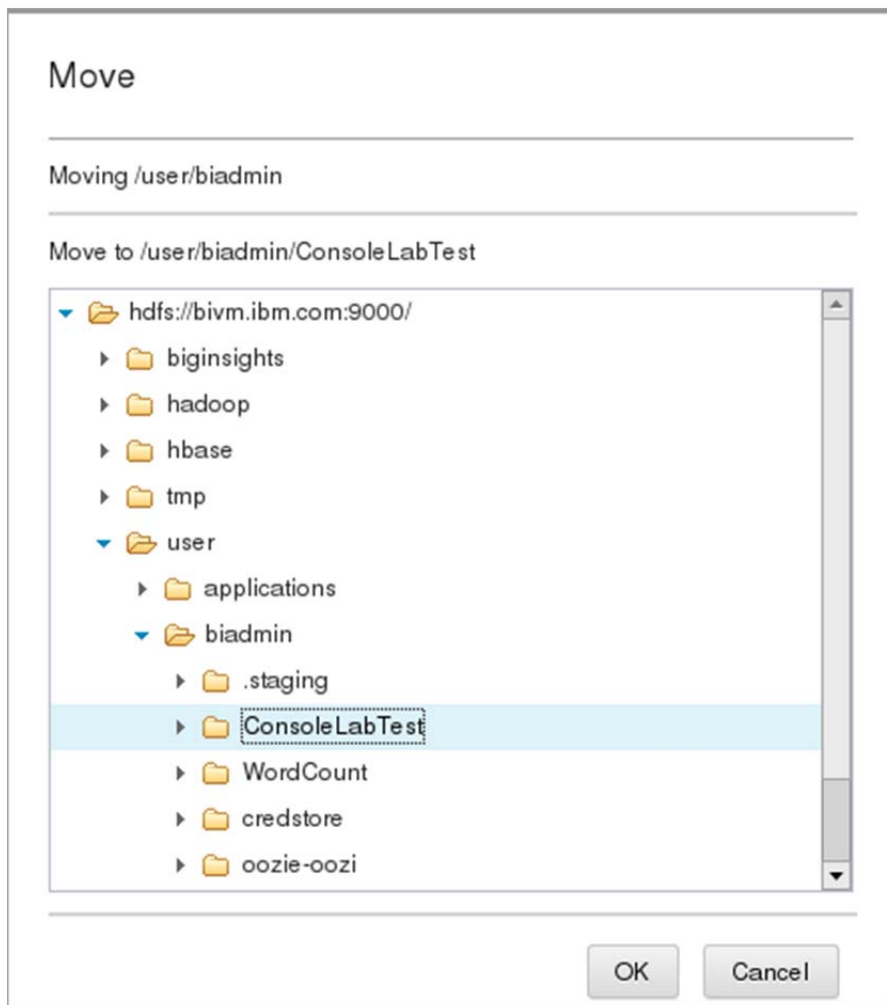 Move
Moving /user/biadmin
Move to /user/biadmin/ConsoleLabTest
hdfs://bivm.ibm.com:9000/
biginsights
hadoop
hbase
tmp
user
applications
biadmin
.staging
ConsoleLabTest
WordCount
credstore
oozie-oozi
OK Cancel